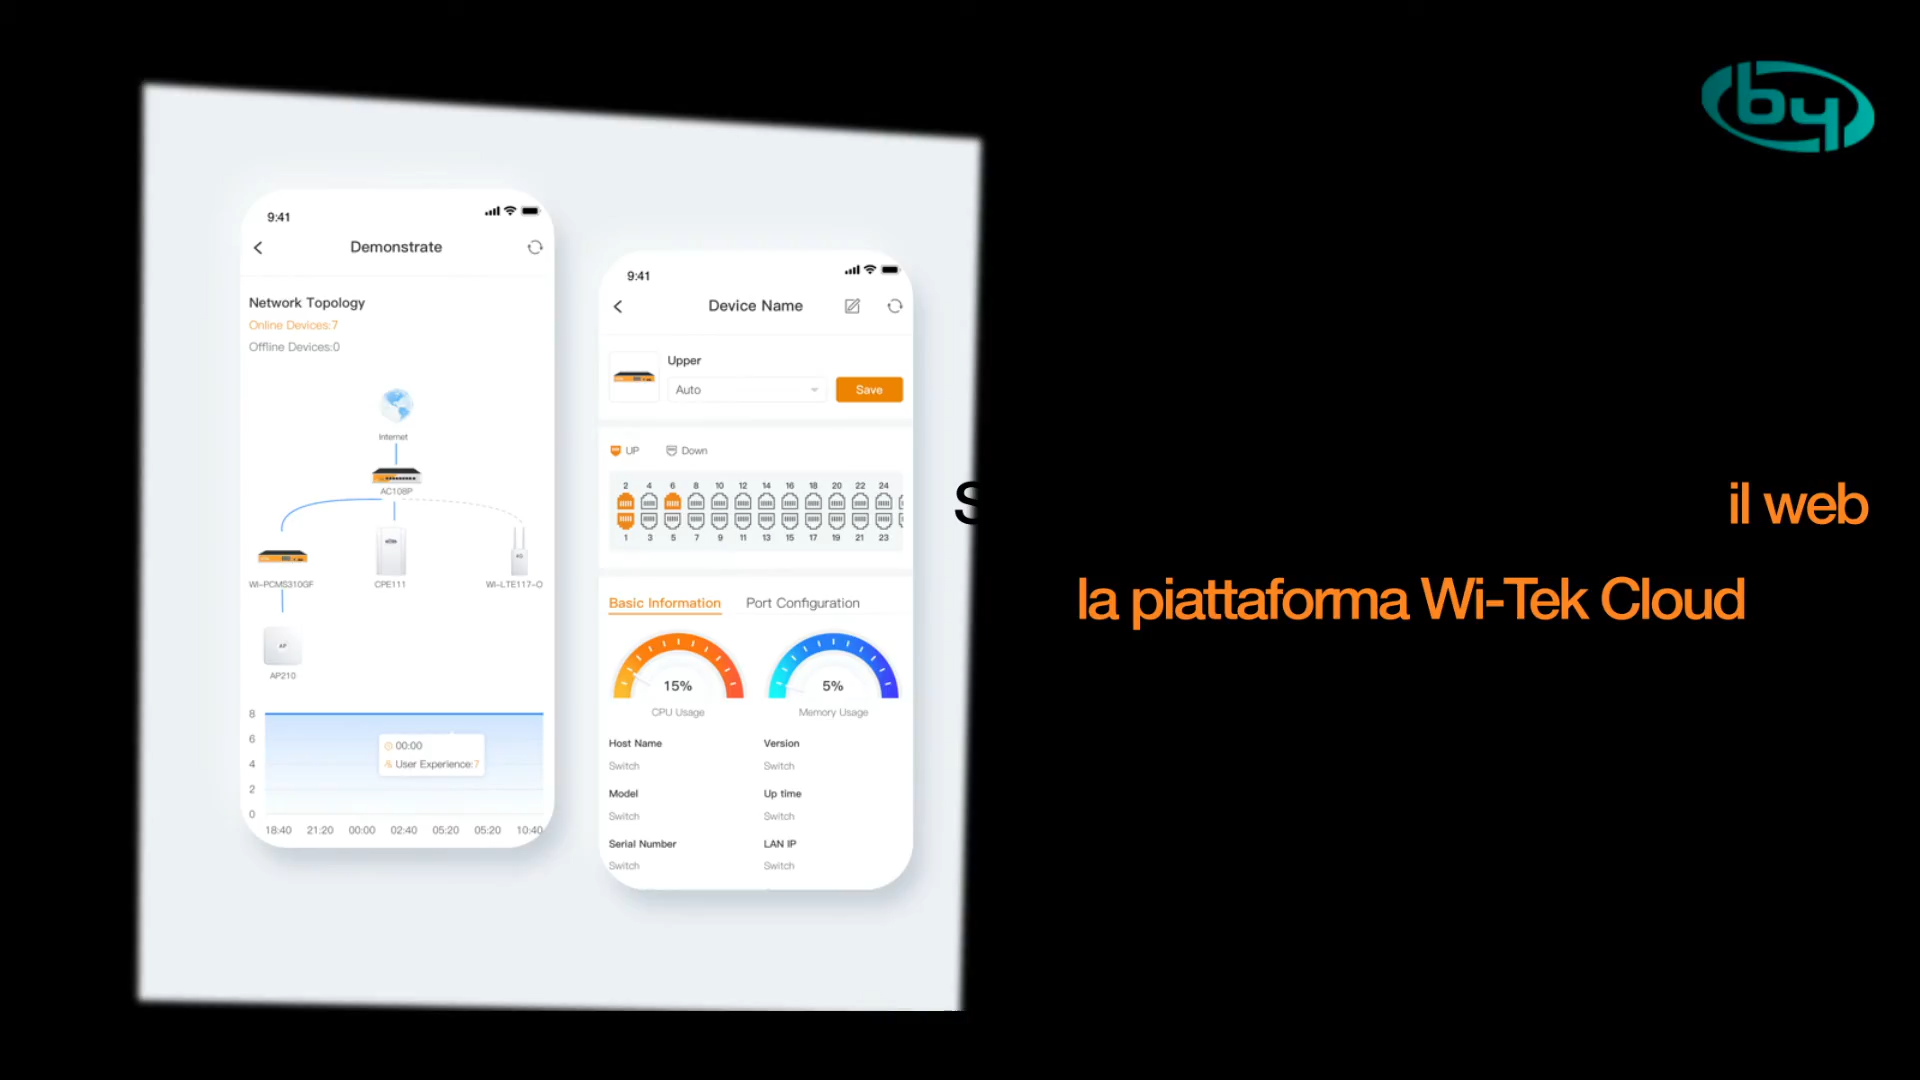 by
9:41
Demonstrate
Network Topology
Online Devices:7
Offline Devices:0
Internet
AC108P
WI-PCMS310GF
CPE111
WI-LTE117-O
AP
AP210
8
6
4
2
0
00:00
User Experience:7
18:40 21:20 00:00 02:40 05:20 05:20 10:40
9:41
Device Name
Upper
Auto
Save
UP Down
2 4 6 8 10 12 14 16 18 20 22 24
1 3 5 7 9 11 13 15 17 19 21 23
Basic Information Port Configuration
15% 5%
CPU Usage Memory Usage
Host Name Version
Switch Switch
Model Up time
Switch Switch
Serial Number LAN IP
Switch Switch
il web
la piattaforma Wi-Tek Cloud